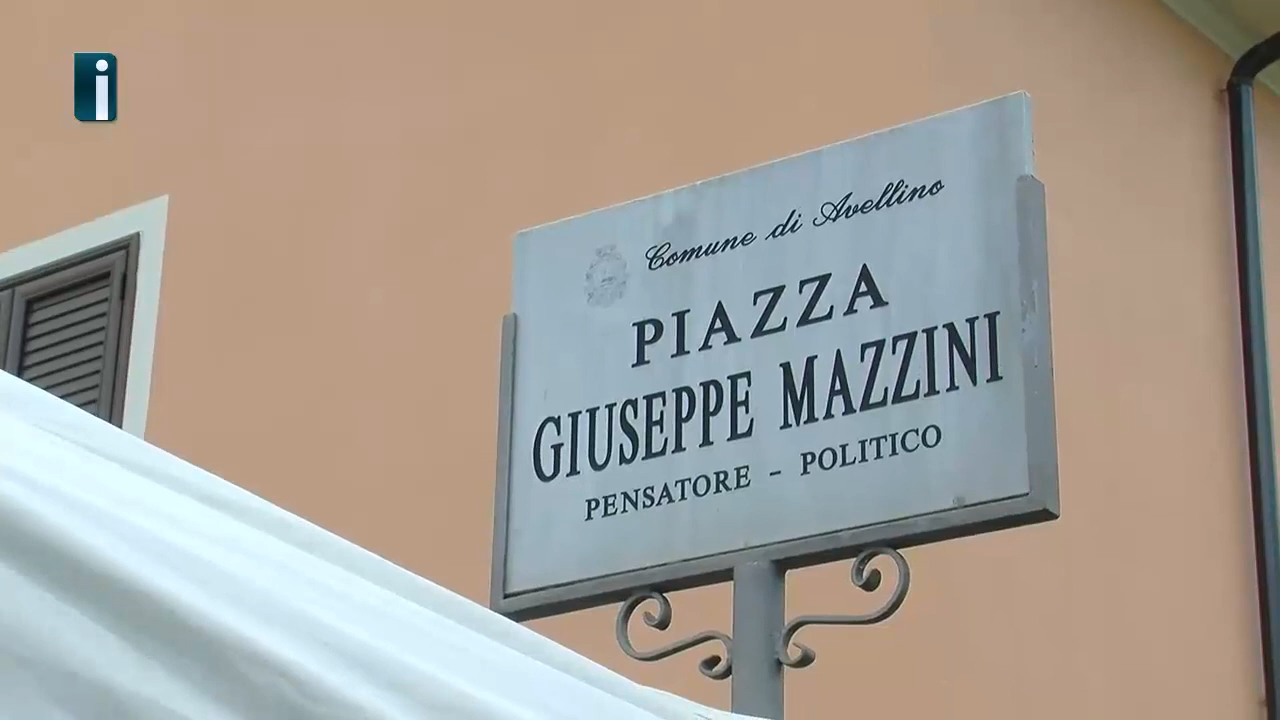 i
Comune di Avellino
PIAZZA
GIUSEPPE MAZZINI
PENSATORE - POLITICO